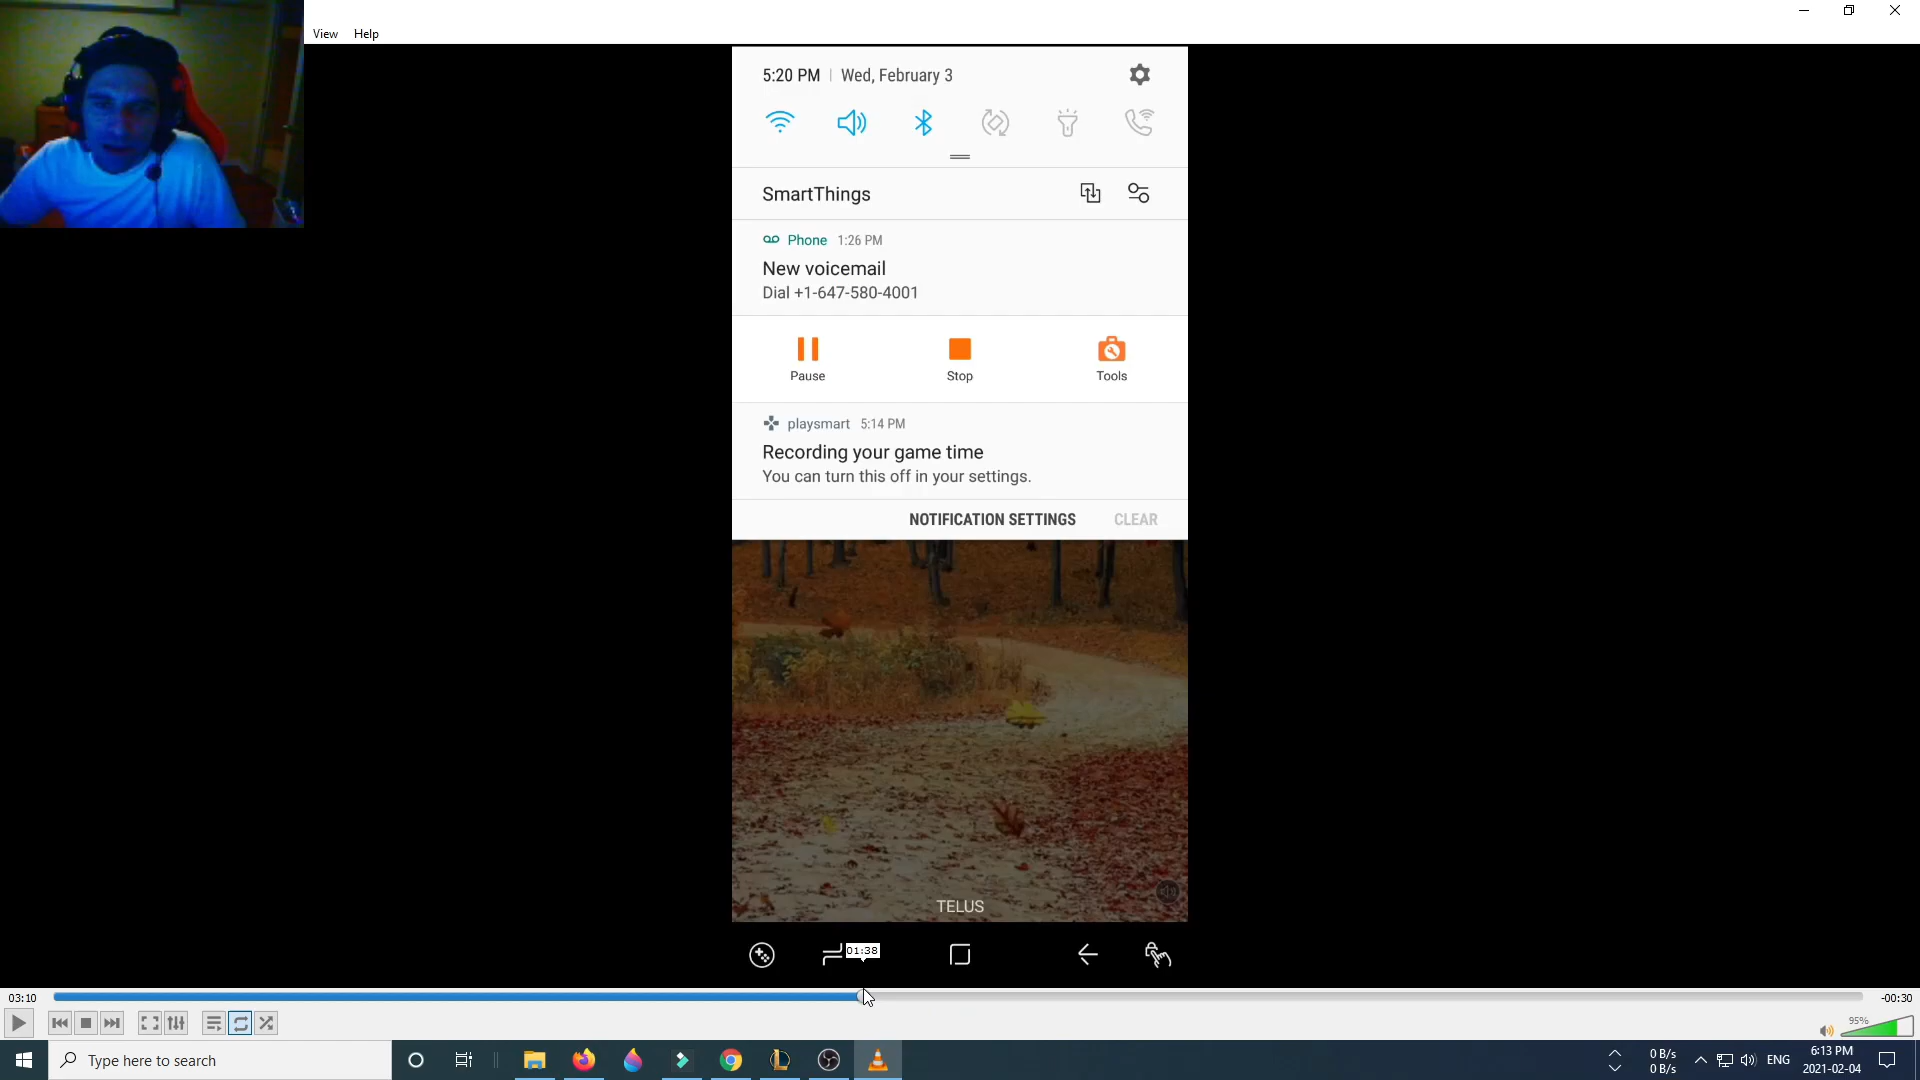 View Help
5:20 PM | Wed, February 3
SmartThings
Phone 1:26 PM
New voicemail
Dial +1-647-580-4001
Pause Stop Tools
playsmart 5:14 PM
Recording your game time
You can turn this off in your settings.
NOTIFICATION SETTINGS CLEAR
TELUS
01:38
03:10 -00:30
95%
Type here to search
0 B/s
0 B/s
ENG
6:13 PM
2021-02-04